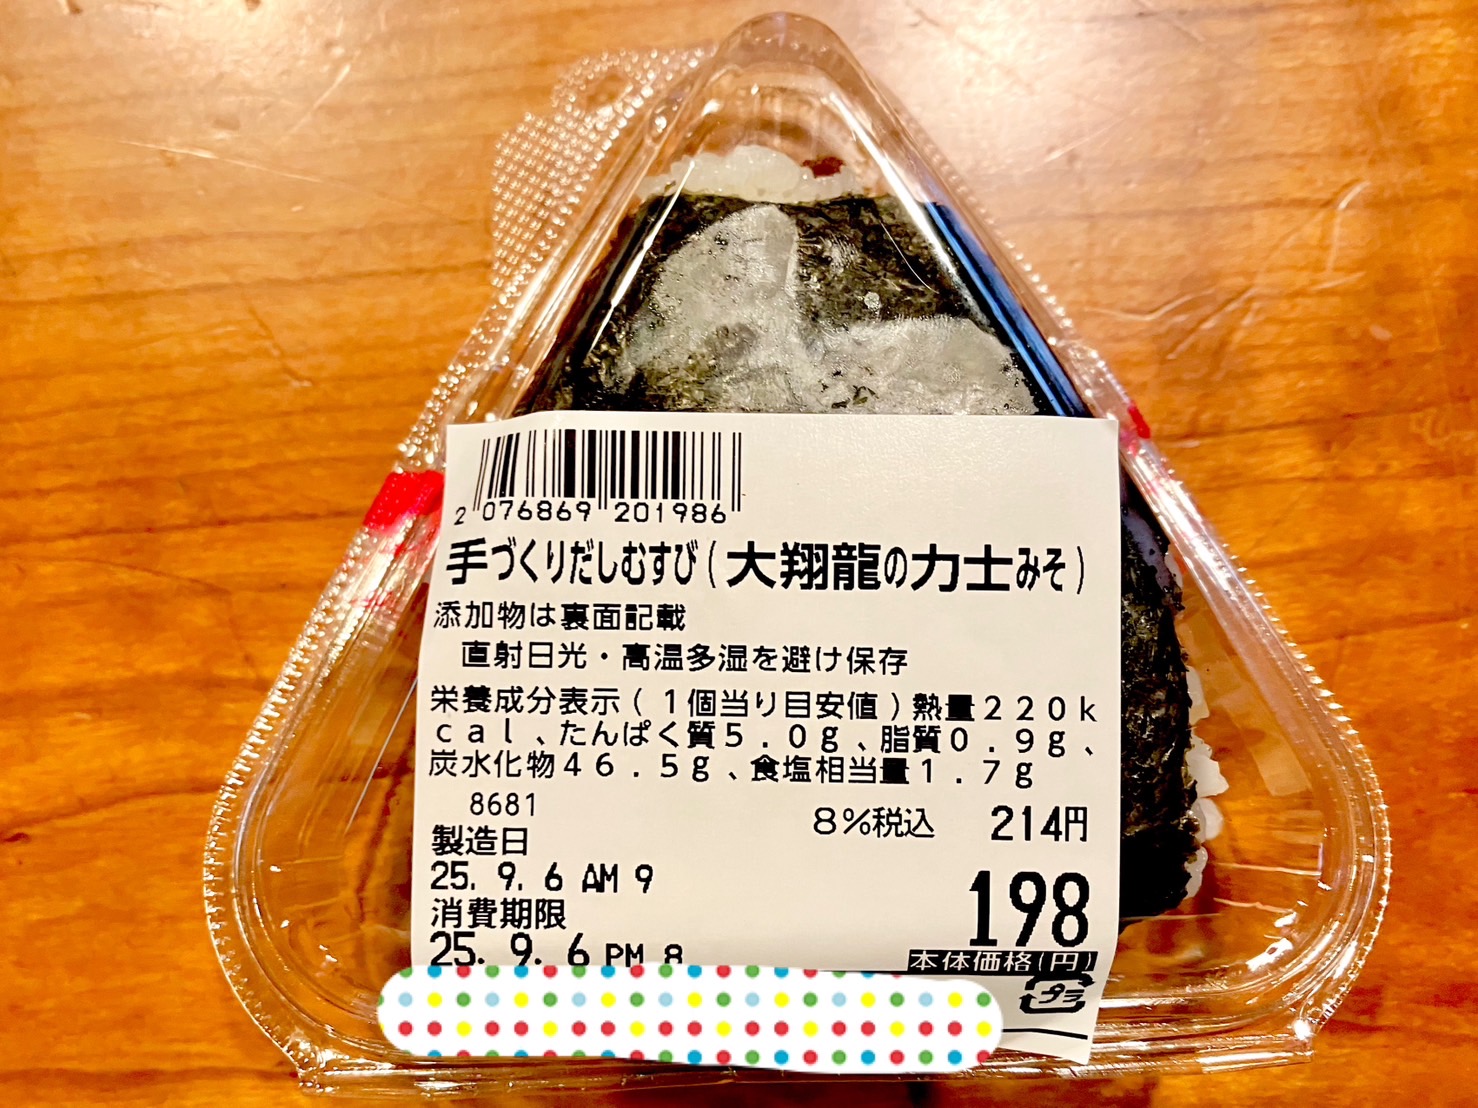 2 076869 201986
手づくりだしむすび(大翔龍の力士みそ)
添加物は裏面記載
直射日光・高温多湿を避け保存
栄養成分表示(1個当り目安値)熱量220k
cal、たんぱく質5.0g、脂質0.9g、
炭水化物46.5g、食塩相当量1.7g
8681
8%税込 214円
製造日
25.9.6 AM 9
198
消費期限
25.9.6 PM 8
本体価格(円)
プラ